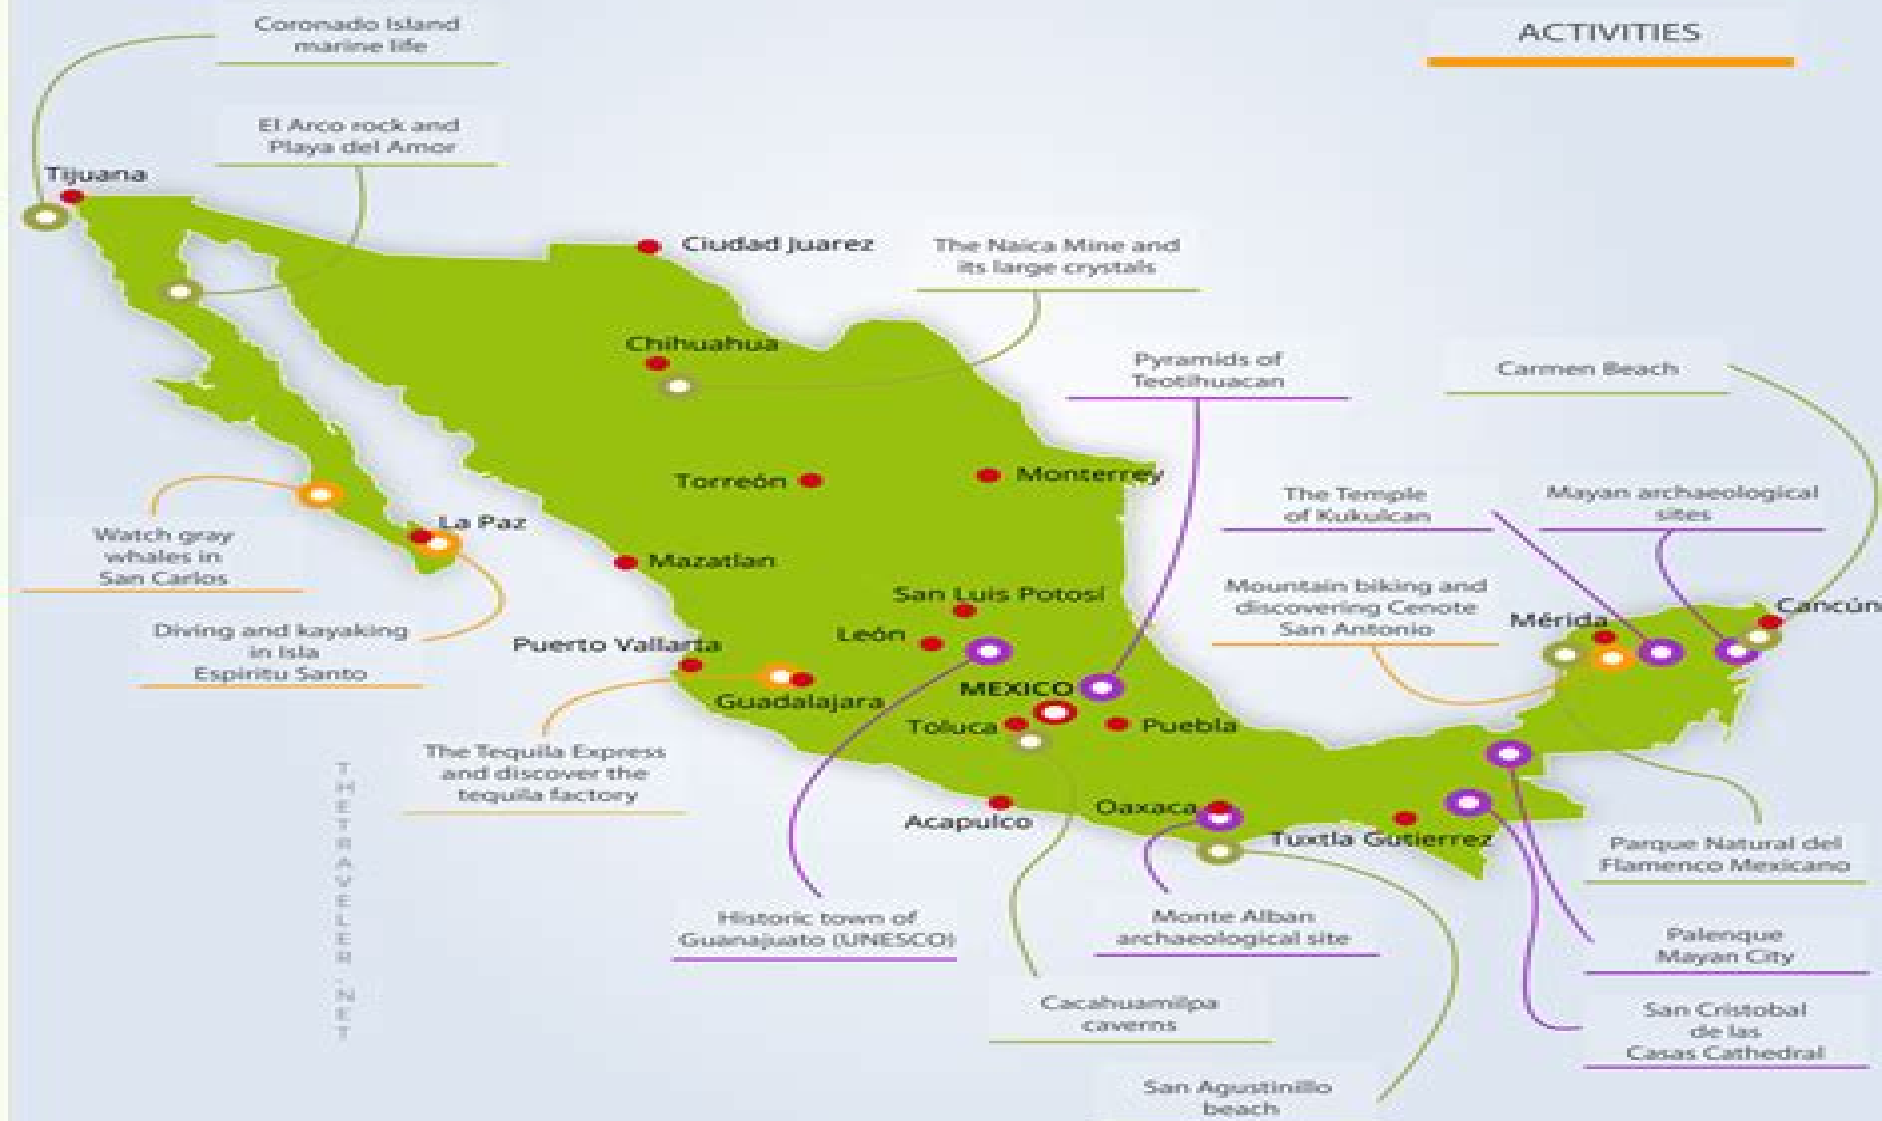 Coronado Island
marine life
ACTIVITIES
El Arco rock and
Playa del Amor
Tijuana
Ciudad Juarez
The Naica Mine and
its large crystals
Chihuahua
Pyramids of
Teotihuacan
Carmen Beach
Torreón
Monterrey
The Temple
of Kukulcan
Mayan archaeological
sites
Watch gray
whales in
San Carlos
La Paz
Mazatlan
San Luis Potosí
Mountain biking and
discovering Cenote
San Antonio
Mérida
Cancún
Diving and kayaking
in Isla
Espiritu Santo
Puerto Vallarta
León
Guadalajara
MEXICO
Toluca
Puebla
The Tequila Express
and discover the
tequila factory
Acapulco
Oaxaca
Tuxtla Gutierrez
Parque Natural del
Flamenco Mexicano
Historic town of
Guanajuato (UNESCO)
Monte Alban
archaeological site
Palenque
Mayan City
Cacahuamilpa
caverns
San Cristobal
de las
Casas Cathedral
San Agustinillo
beach
THETRAVELER.NET